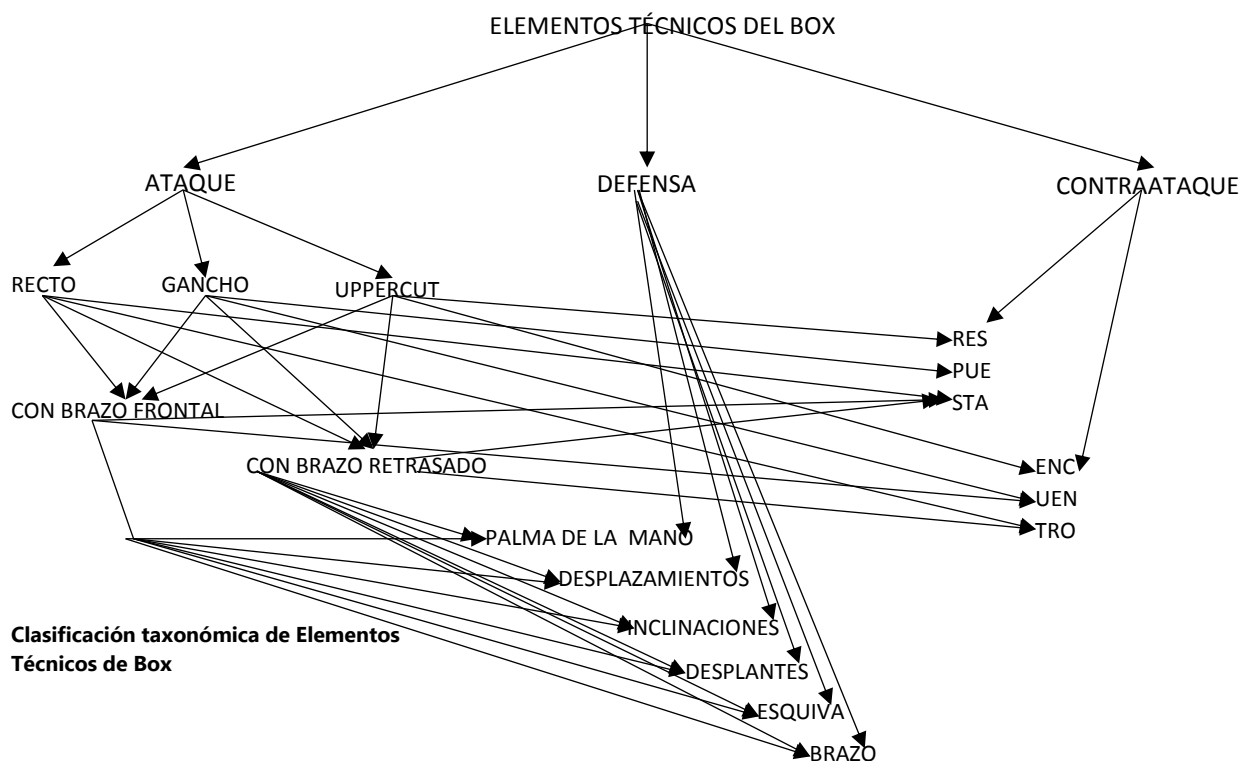 ELEMENTOS TÉCNICOS DEL BOX
ATAQUE
DEFENSA
CONTRAATAQUE
RECTO
GANCHO
UPPERCUT
RES
PUE
STA
CON BRAZO FRONTAL
CON BRAZO RETRASADO
ENC
UEN
TRO
PALMA DE LA MANO
DESPLAZAMIENTOS
INCLINACIONES
DESPLANTES
ESQUIVA
BRAZO
Clasificación taxonómica de Elementos
Técnicos de Box